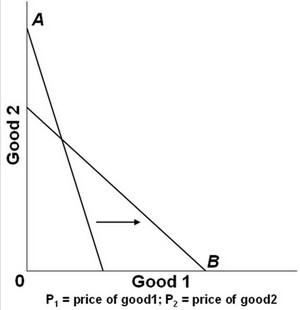 A
Good 2
B
0
Good 1
P₁ = price of good1; P₂ = price of good2